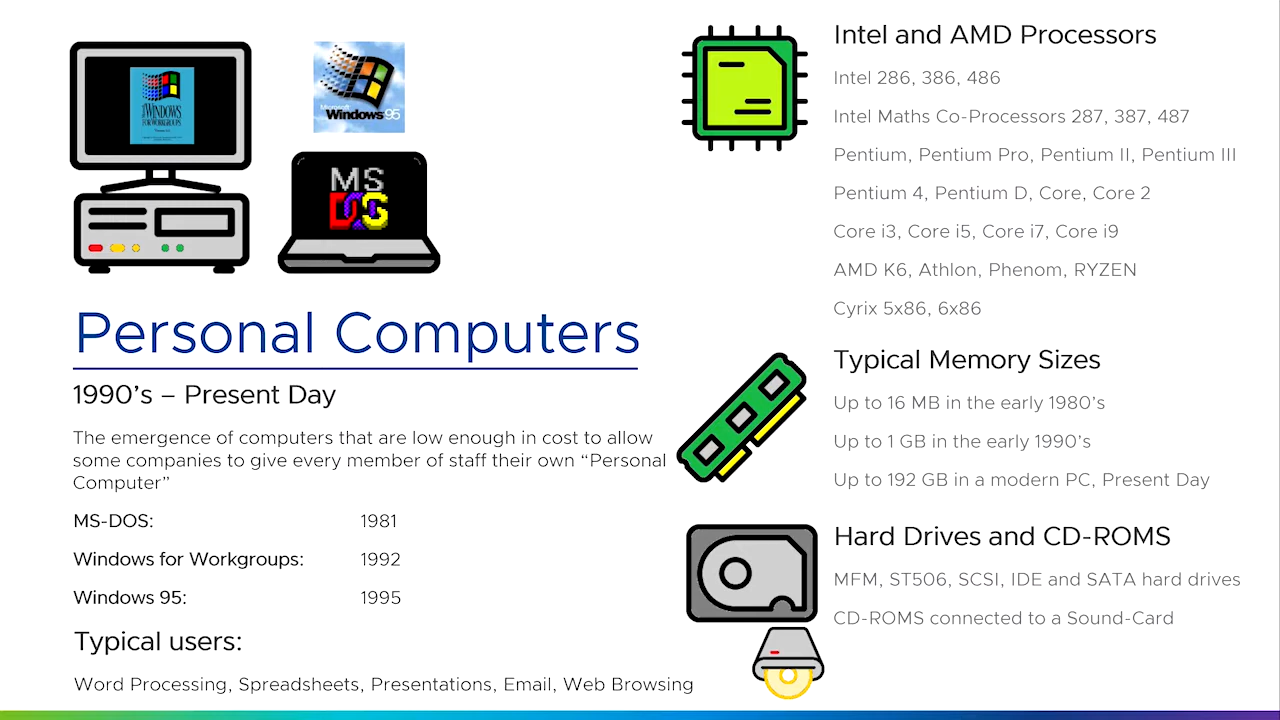 MICROSOFT
WINDOWS
FOR WORKGROUPS
Microsoft
Windows 95
MS
DOS
Personal Computers
1990's – Present Day
The emergence of computers that are low enough in cost to allow
some companies to give every member of staff their own “Personal
Computer”
MS-DOS: 1981
Windows for Workgroups: 1992
Windows 95: 1995
Typical users:
Word Processing, Spreadsheets, Presentations, Email, Web Browsing
Intel and AMD Processors
Intel 286, 386, 486
Intel Maths Co-Processors 287, 387, 487
Pentium, Pentium Pro, Pentium II, Pentium III
Pentium 4, Pentium D, Core, Core 2
Core i3, Core i5, Core i7, Core i9
AMD K6, Athlon, Phenom, RYZEN
Cyrix 5x86, 6x86
Typical Memory Sizes
Up to 16 MB in the early 1980's
Up to 1 GB in the early 1990's
Up to 192 GB in a modern PC, Present Day
Hard Drives and CD-ROMS
MFM, ST506, SCSI, IDE and SATA hard drives
CD-ROMS connected to a Sound-Card